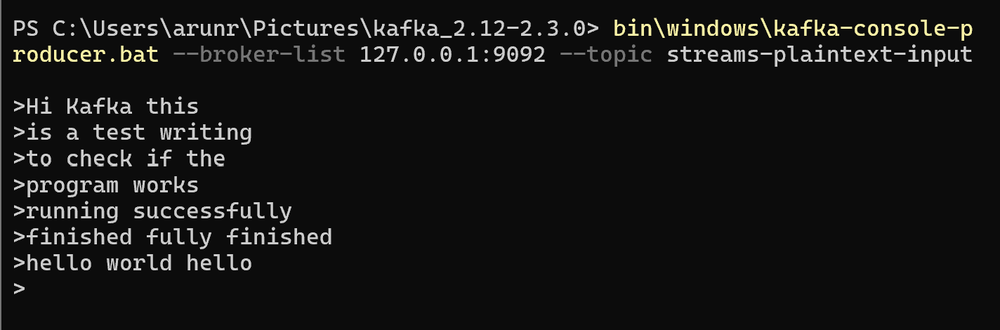 PS C:\Users\arunr\Pictures\kafka_2.12-2.3.0> bin\windows\kafka-console-p
roducer.bat --broker-list 127.0.0.1:9092 --topic streams-plaintext-input
>Hi Kafka this
>is a test writing
>to check if the
>program works
>running successfully
>finished fully finished
>hello world hello
>